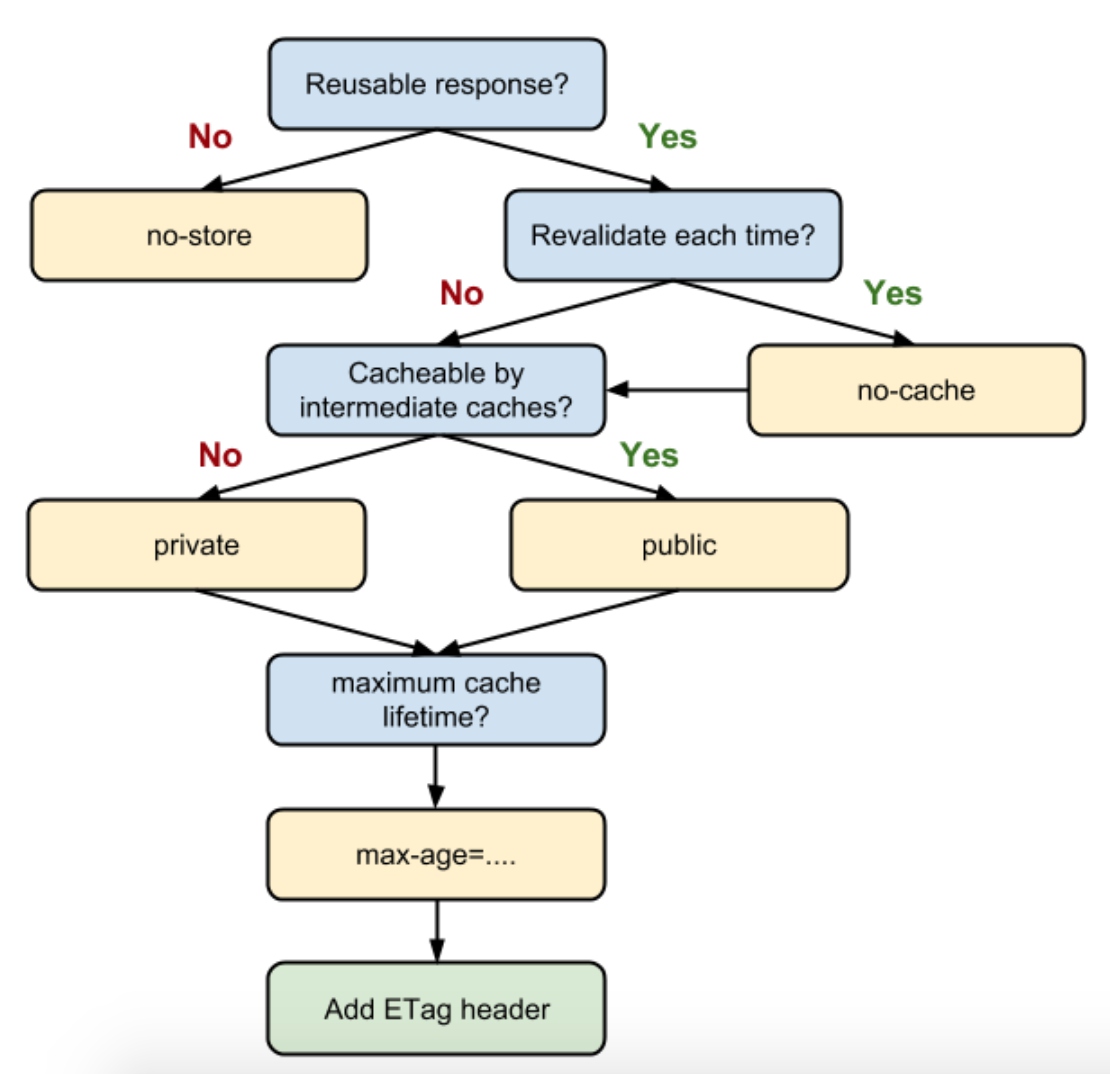 Reusable response?
No
Yes
no-store
Revalidate each time?
No
Yes
Cacheable by
intermediate caches?
no-cache
No
Yes
private
public
maximum cache
lifetime?
max-age=....
Add ETag header